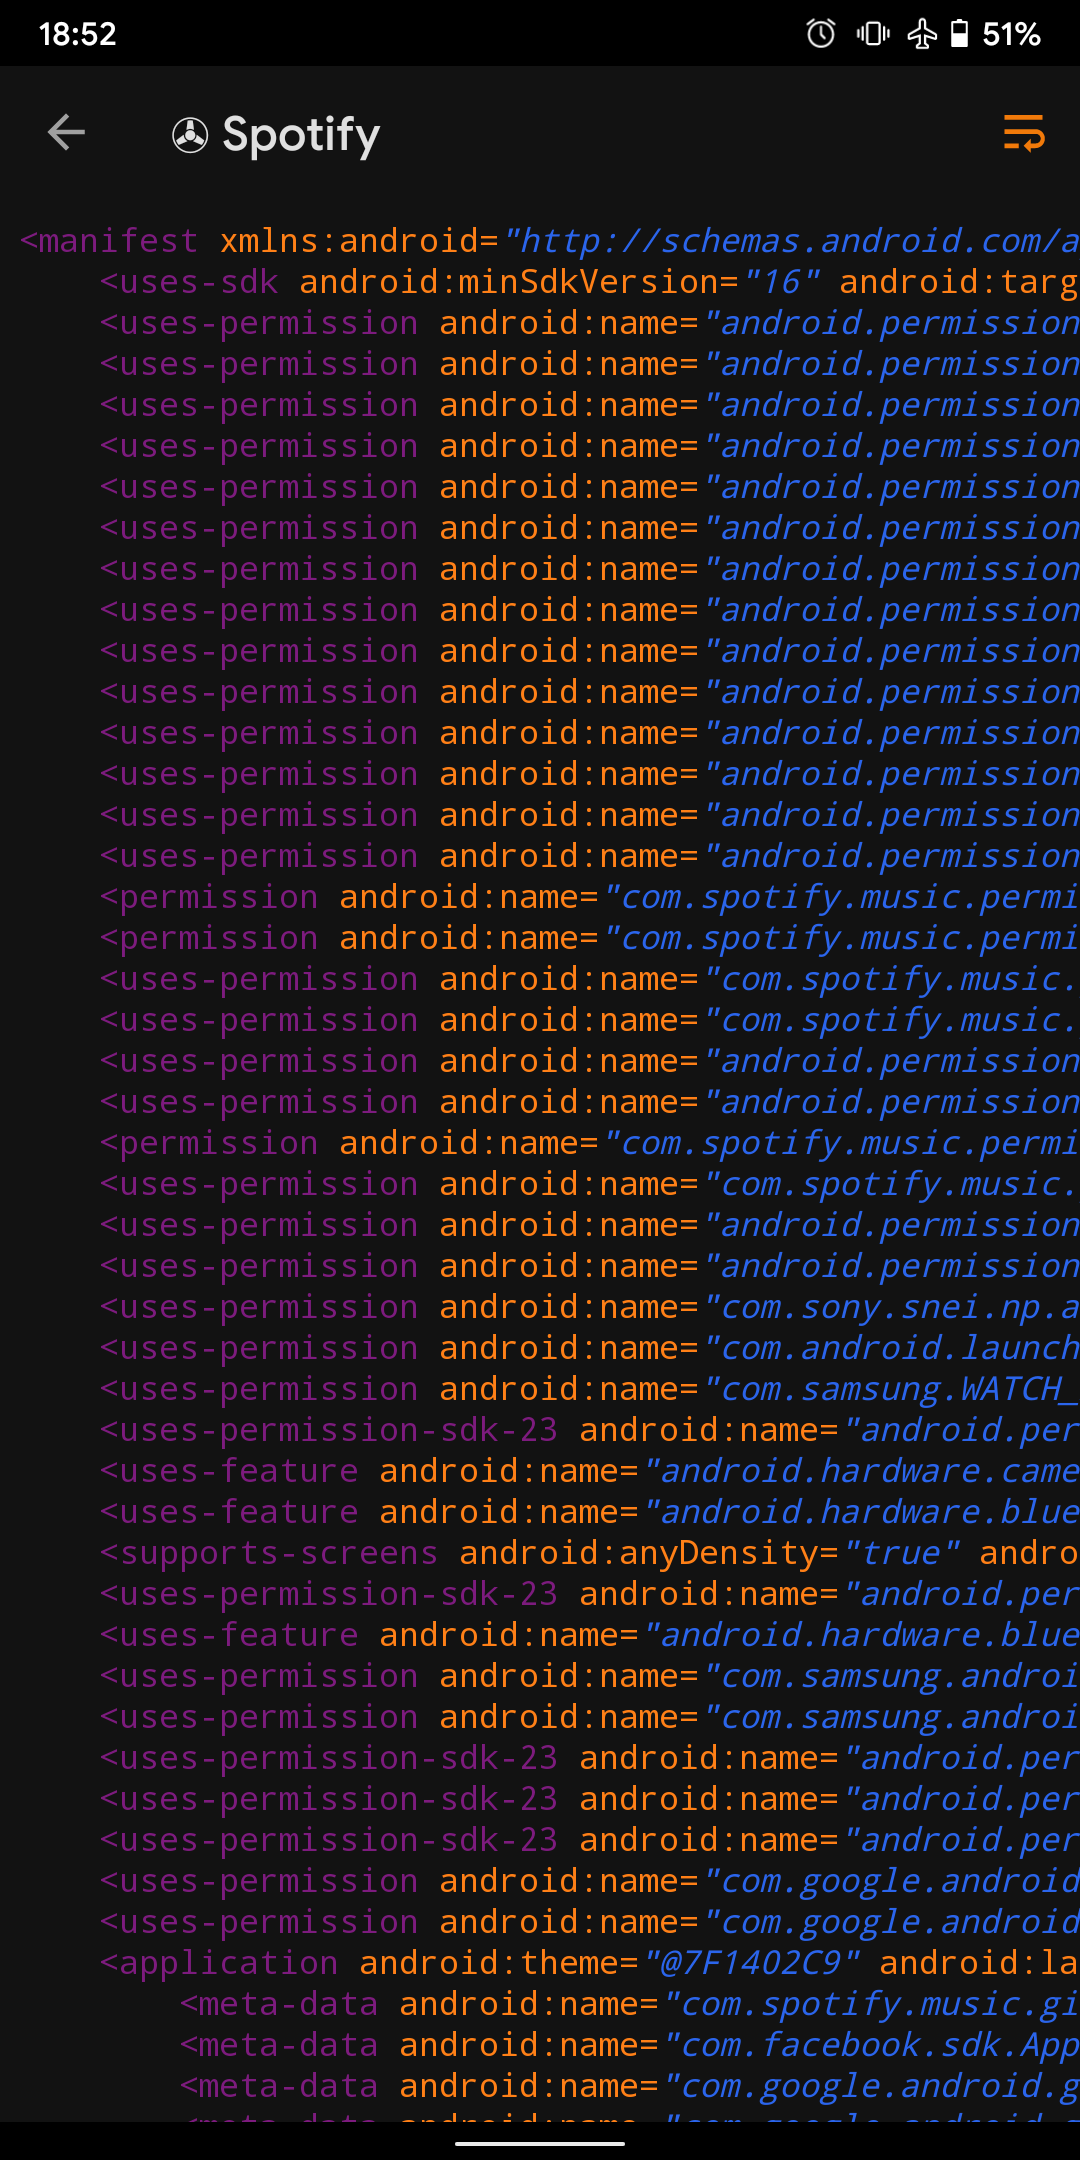 18:52 51%
Spotify
<manifest xmlns:android="http://schemas.android.com/a
<uses-sdk android:minSdkVersion="16" android:targ
<uses-permission android:name="android.permission
<uses-permission android:name="android.permission
<uses-permission android:name="android.permission
<uses-permission android:name="android.permission
<uses-permission android:name="android.permission
<uses-permission android:name="android.permission
<uses-permission android:name="android.permission
<uses-permission android:name="android.permission
<uses-permission android:name="android.permission
<uses-permission android:name="android.permission
<uses-permission android:name="android.permission
<uses-permission android:name="android.permission
<uses-permission android:name="android.permission
<uses-permission android:name="android.permission
<permission android:name="com.spotify.music.permi
<permission android:name="com.spotify.music.permi
<uses-permission android:name="com.spotify.music.
<uses-permission android:name="com.spotify.music.
<uses-permission android:name="android.permission
<uses-permission android:name="android.permission
<permission android:name="com.spotify.music.permi
<uses-permission android:name="com.spotify.music.
<uses-permission android:name="android.permission
<uses-permission android:name="android.permission
<uses-permission android:name="com.sony.snei.np.a
<uses-permission android:name="com.android.launch
<uses-permission android:name="com.samsung.WATCH_
<uses-permission-sdk-23 android:name="android.per
<uses-feature android:name="android.hardware.came
<uses-feature android:name="android.hardware.blue
<supports-screens android:anyDensity="true" andro
<uses-permission-sdk-23 android:name="android.per
<uses-feature android:name="android.hardware.blue
<uses-permission android:name="com.samsung.androi
<uses-permission android:name="com.samsung.androi
<uses-permission-sdk-23 android:name="android.per
<uses-permission-sdk-23 android:name="android.per
<uses-permission-sdk-23 android:name="android.per
<uses-permission android:name="com.google.android
<uses-permission android:name="com.google.android
<application android:theme="@7F1402C9" android:la
<meta-data android:name="com.spotify.music.gi
<meta-data android:name="com.facebook.sdk.App
<meta-data android:name="com.google.android.g